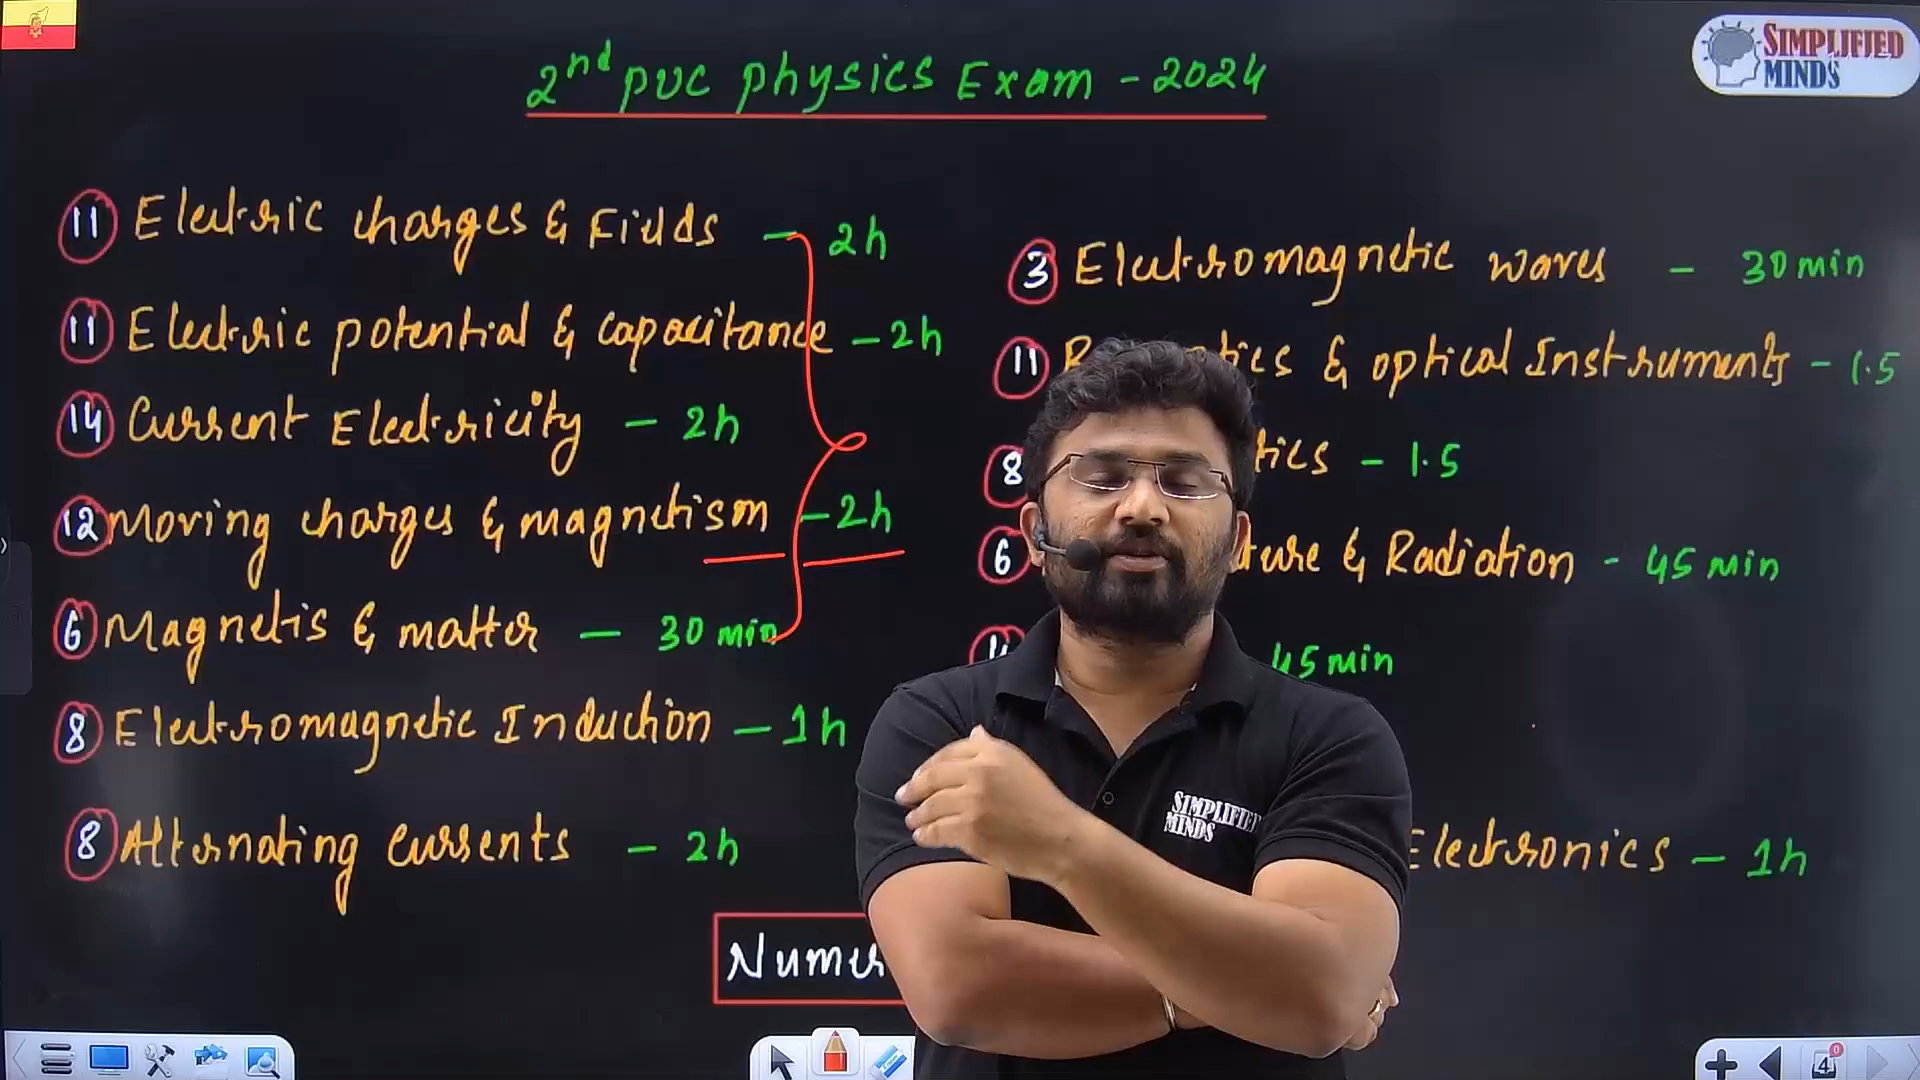 2nd PUC Physics Exam - 2024
SIMPLIFIED
MINDS
11 Electric charges & Fields - 2h
11 Electric potential & capacitance - 2h
14 Current Electricity - 2h
12 Moving charges & magnetism - 2h
6 Magnetis & matter - 30 min
8 Electromagnetic Induction - 1h
8 Alternating currents - 2h
3 Electromagnetic waves - 30 min
11 & optical Instruments - 1.5
8 - 1.5
6 & Radiation - 45 min
45 min
Electronics - 1h
SIMPLIFIED
MINDS
4
0